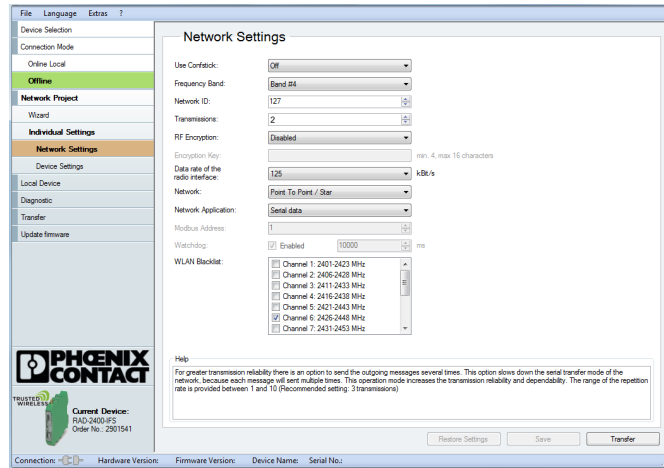 File Language Extras ?
Device Selection
Connection Mode
Online Local
Offline
Network Project
Wizard
Individual Settings
Network Settings
Device Settings
Local Device
Diagnostic
Transfer
Update firmware
PHŒNIX
CONTACT
TRUSTED
WIRELESS
Current Device:
RAD-2400-IFS
Order No.: 2901541
Network Settings
Use Confstick: Off
Frequency Band: Band #4
Network ID: 127
Transmissions: 2
RF Encryption: Disabled
Encryption Key: min. 4, max 16 characters
Data rate of the
radio interface: 125 kBit/s
Network: Point To Point / Star
Network Application: Serial data
Modbus Address: 1
Watchdog: Enabled 10000 ms
WLAN Blacklist: Channel 1: 2401-2423 MHz
Channel 2: 2406-2428 MHz
Channel 3: 2411-2433 MHz
Channel 4: 2416-2438 MHz
Channel 5: 2421-2443 MHz
Channel 6: 2426-2448 MHz
Channel 7: 2431-2453 MHz
Help
For greater transmission reliability there is an option to send the outgoing messages several times. This option slows down the serial transfer mode of the
network, because each message will sent multiple times. This operation mode increases the transmission reliability and dependability. The range of the repetition
rate is provided between 1 and 10 (Recommended setting: 3 transmissions)
Restore Settings Save Transfer
Connection: Hardware Version: Firmware Version: Device Name: Serial No.: